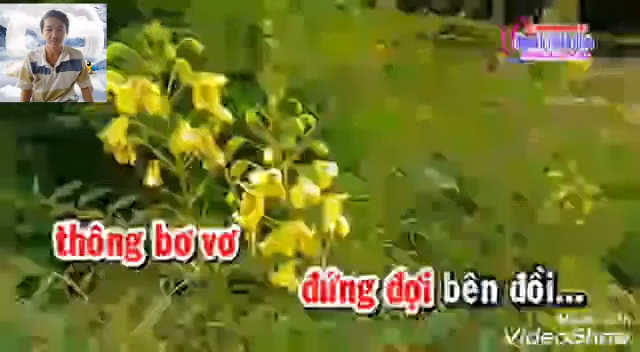 thông bơ vơ
đứng đợi bên đồi...
VideoShow